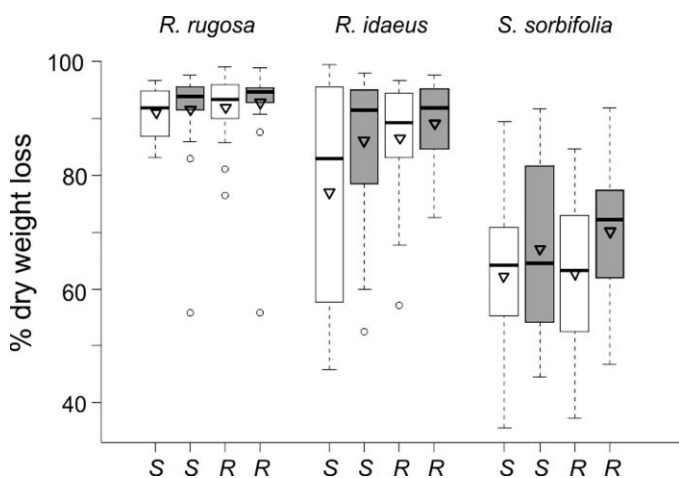 R. rugosa R. idaeus S. sorbifolia
% dry weight loss
100
80
60
40
S S R R S S R R S S R R